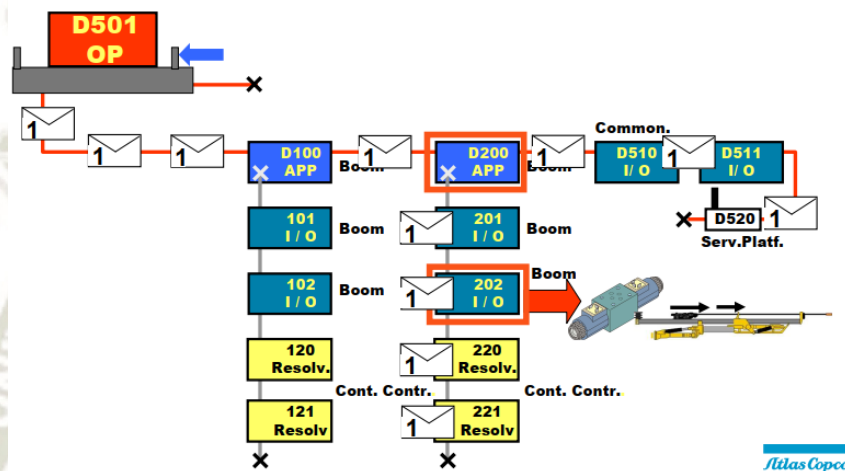 D501
OP
1
1
1
1
1
1
Common.
D100
APP
Boom
D200
APP
Boom
D510
I/ O
D511
I/ O
101
I / O
Boom
1
201
I / O
Boom
D520
1
Serv.Platf.
102
I / O
Boom
1
202
I / O
Boom
120
Resolv.
1
220
Resolv.
Cont. Contr.
Cont. Contr.
121
Resolv
1
221
Resolv
Atlas Copco